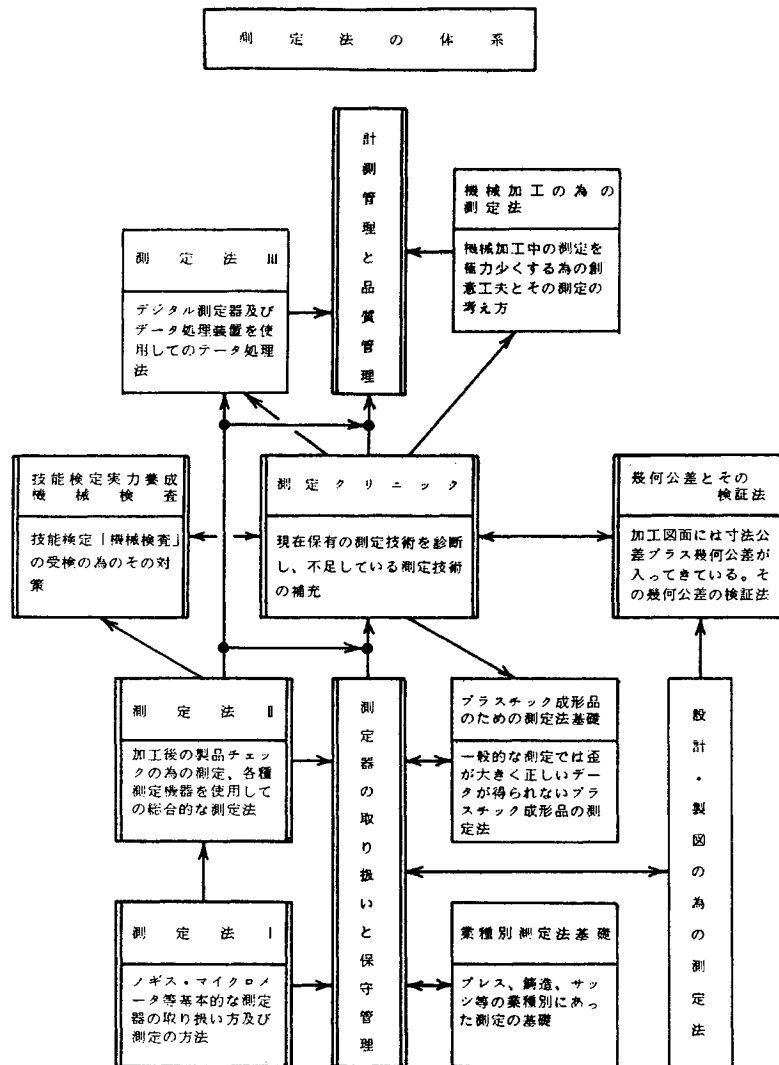 測定法の体系
計測管理と品質管理
機械加工の為の
測定法
機械加工中の測定を
極力少くする為の創
意工夫とその測定の
考え方
測定法Ⅲ
デジタル測定器及び
データ処理装置を使
用してのデータ処理
法
技能検定実力養成
機械検査
技能検定「機械検査」
の受検の為のその対
策
測定クリニック
現在保有の測定技術を診断
し、不足している測定技術
の補充
幾何公差とその
検証法
加工図面には寸法公
差プラス幾何公差が
入ってきている。そ
の幾何公差の検証法
測定法Ⅱ
加工後の製品チェッ
クの為の測定、各種
測定機器を使用して
の総合的な測定法
測定器の取り扱いと保守管理
プラスチック成形品
のための測定法基礎
一般的な測定では歪
が大きく正しいデー
タが得られないプラ
スチック成形品の測
定法
設計・製図の為の測定法
測定法Ⅰ
ノギス・マイクロメ
ータ等基本的な測定
器の取り扱い方及び
測定の方法
業種別測定法基礎
プレス、鋳造、サッ
シ等の業種別にあっ
た測定の基礎